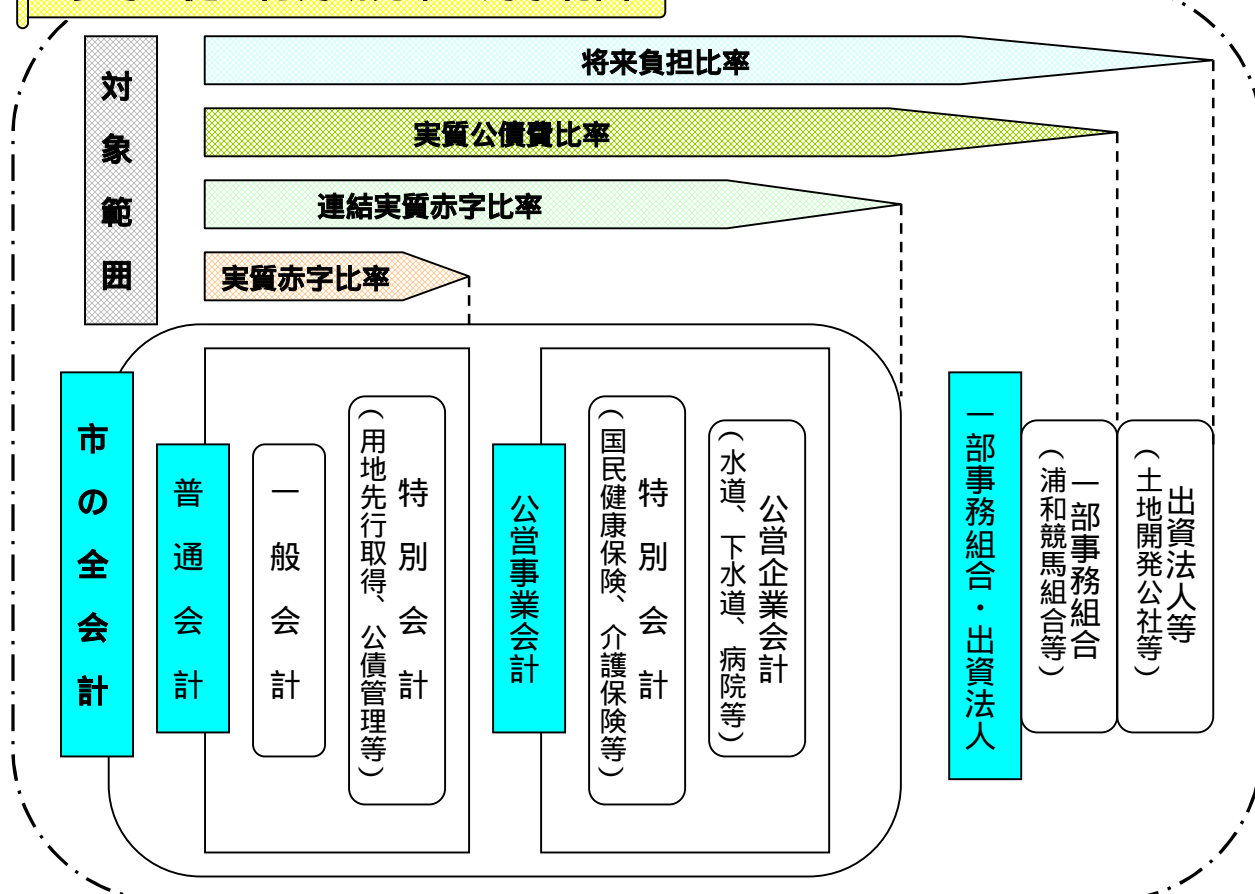 対象範囲
将来負担比率
実質公債費比率
連結実質赤字比率
実質赤字比率
市の全会計
普通会計
一般会計
特別会計
(用地先行取得、公債管理等)
公営事業会計
特別会計
(国民健康保険、介護保険等)
公営企業会計
(水道、下水道、病院等)
一部事務組合・出資法人
一部事務組合
(浦和競馬組合等)
出資法人等
(土地開発公社等)